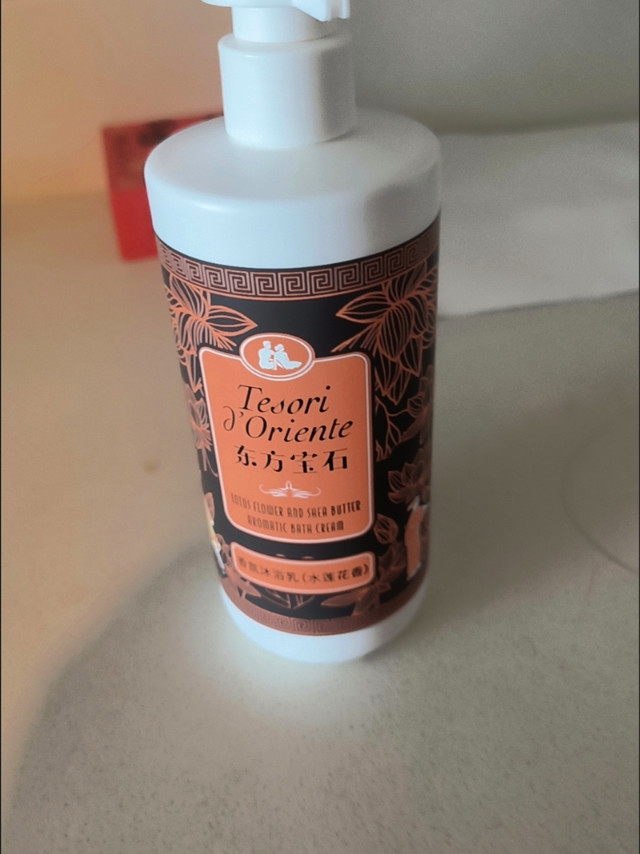 Tesori
d'Oriente
东方宝石
LOTUS FLOWER AND SHEA BUTTER
AROMATIC BATH CREAM
香氛沐浴乳(水莲花香)